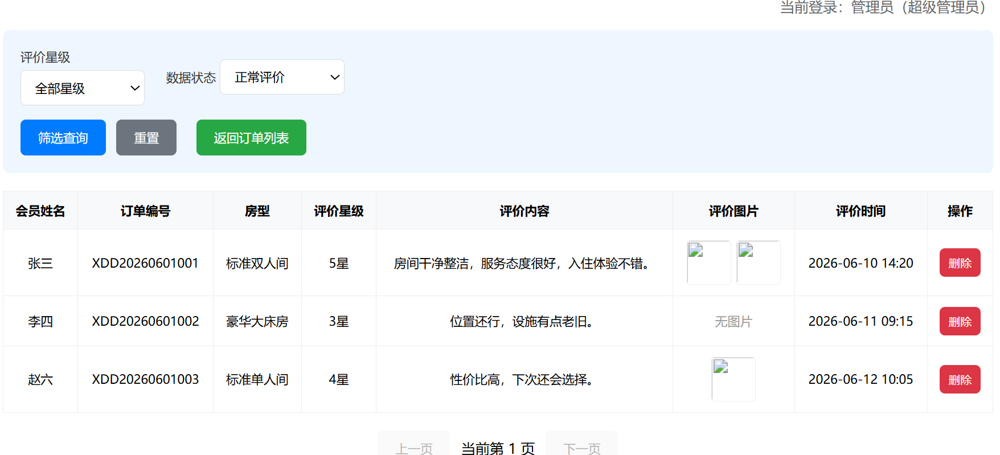 当前登录：管理员（超级管理员）
评价星级
全部星级
数据状态 正常评价
筛选查询 重置 返回订单列表
会员姓名 订单编号 房型 评价星级 评价内容 评价图片 评价时间 操作
张三 XDD20260601001 标准双人间 5星 房间干净整洁，服务态度很好，入住体验不错。 2026-06-10 14:20 删除
李四 XDD20260601002 豪华大床房 3星 位置还行，设施有点老旧。 无图片 2026-06-11 09:15 删除
赵六 XDD20260601003 标准单人间 4星 性价比高，下次还会选择。 2026-06-12 10:05 删除
上一页 当前第 1 页 下一页